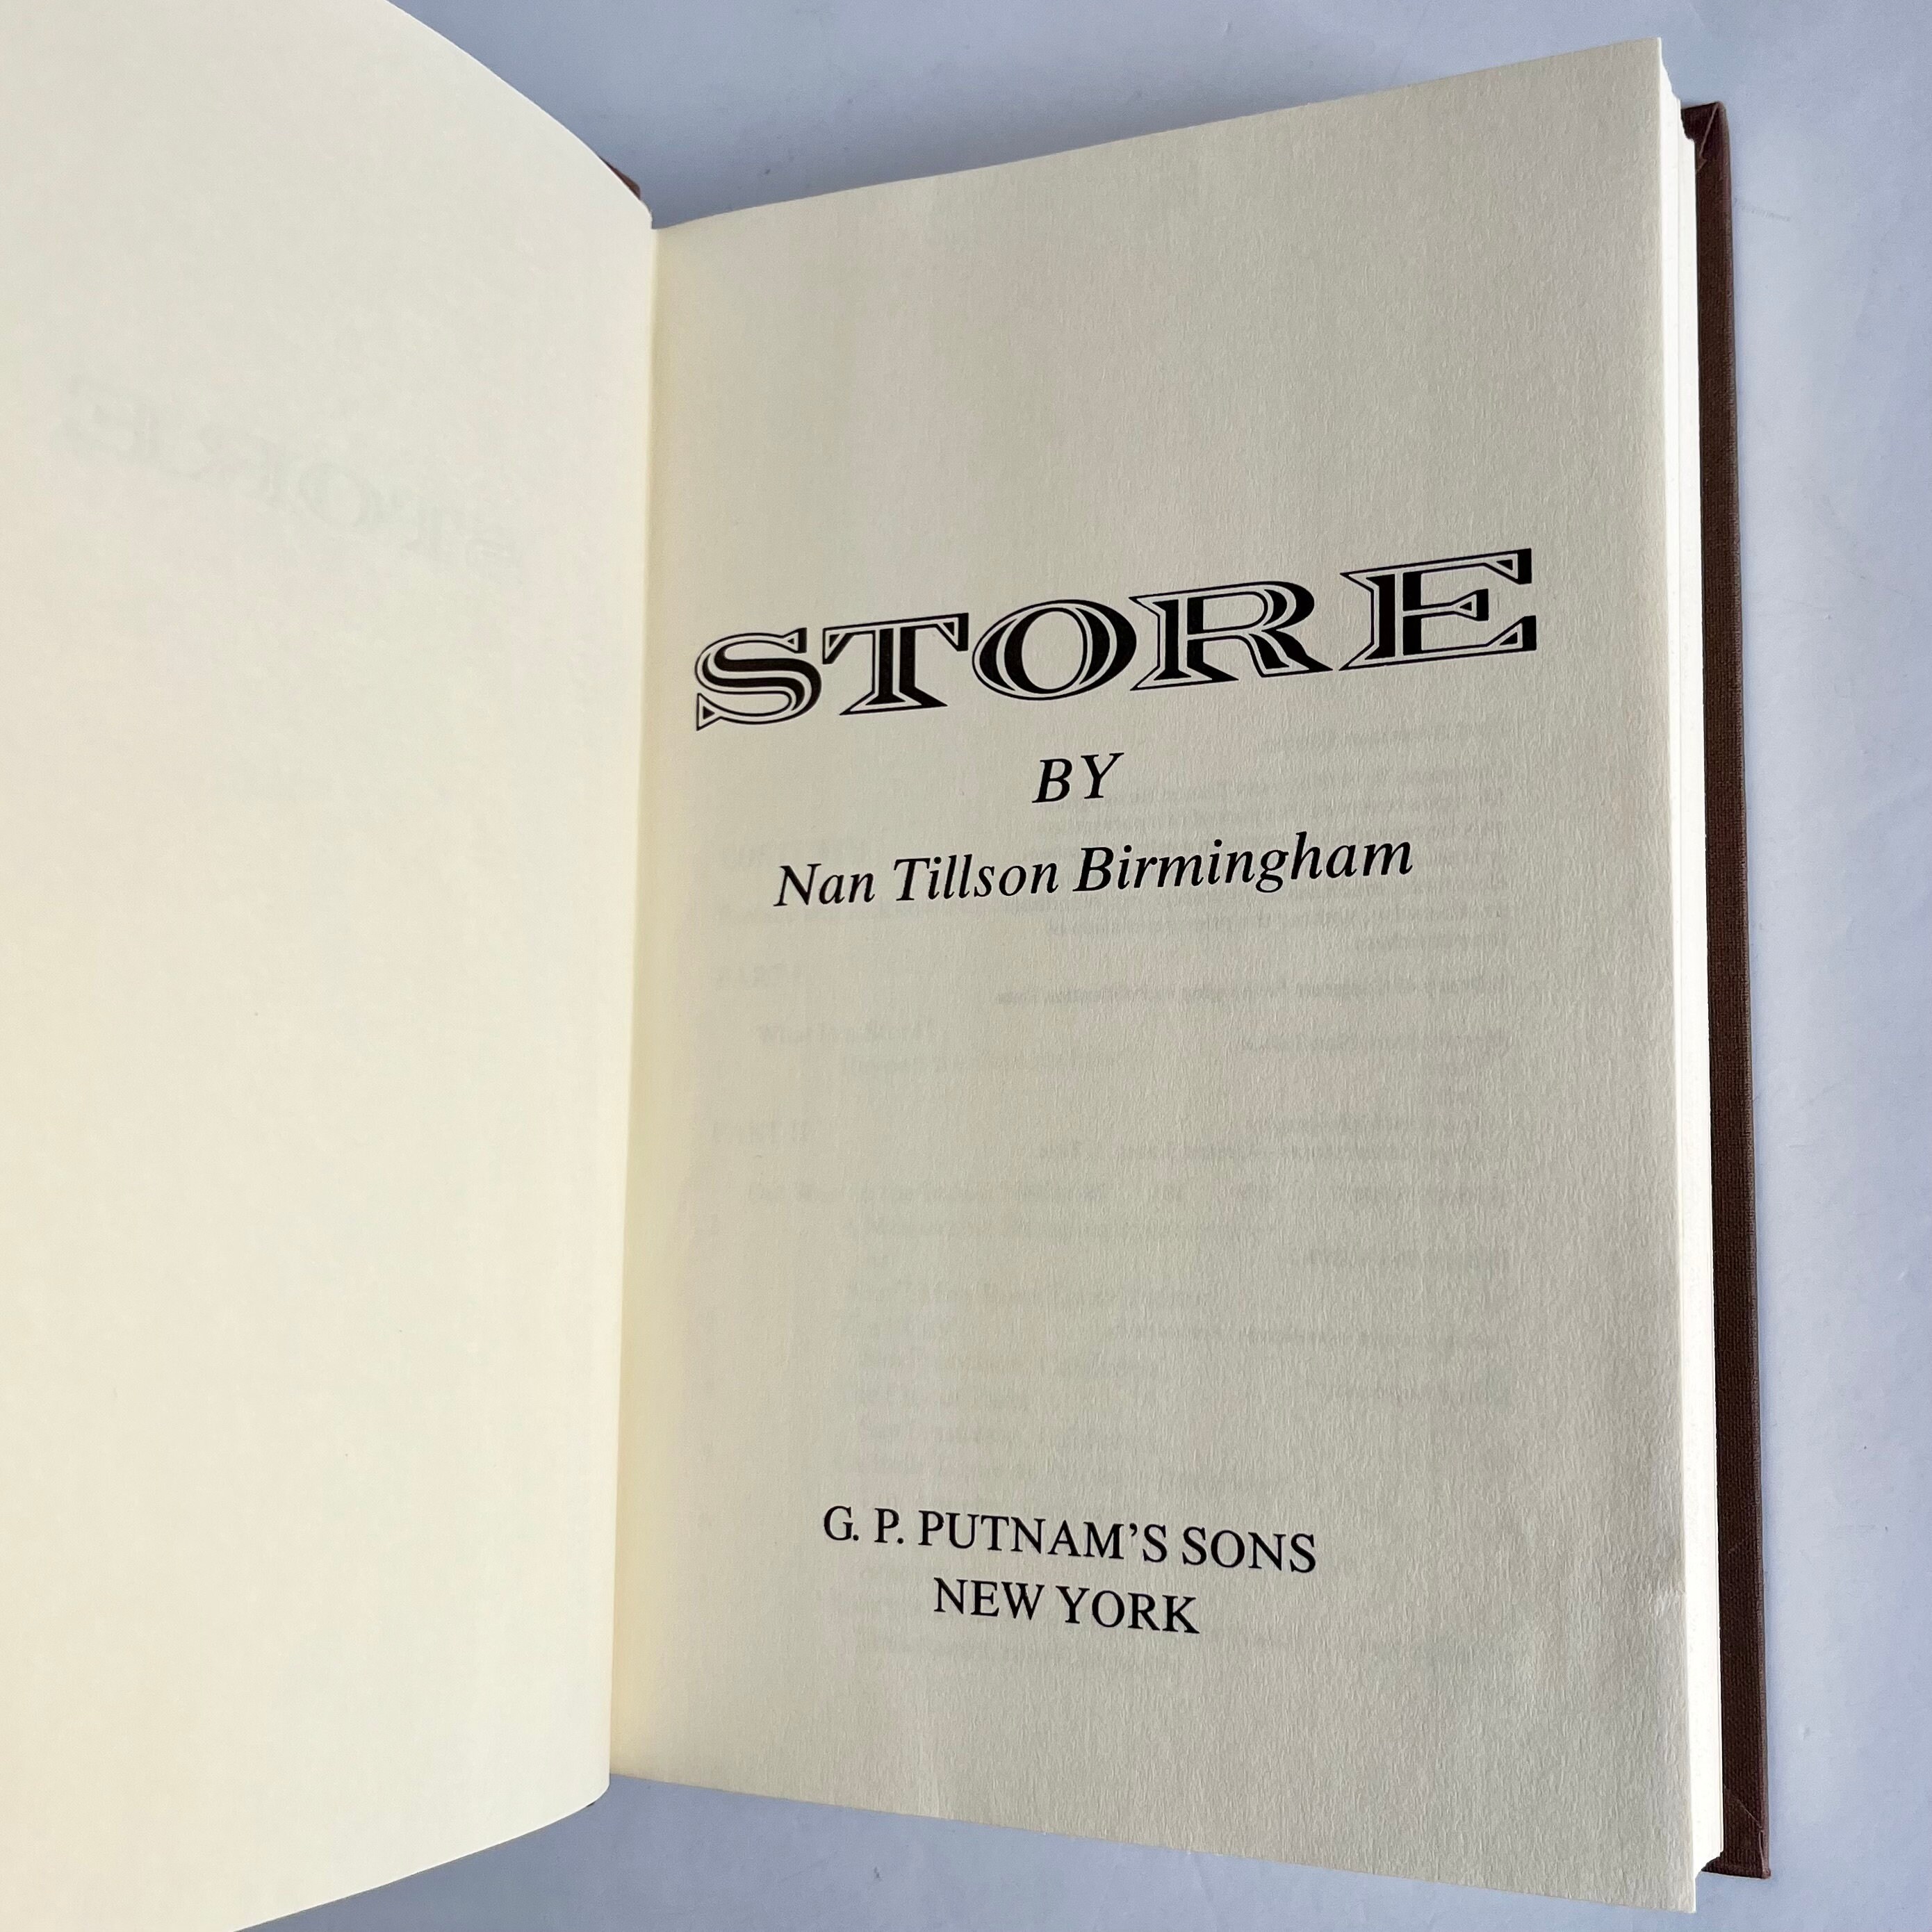 STORE
BY
Nan Tillson Birmingham
G. P. PUTNAM'S SONS
NEW YORK